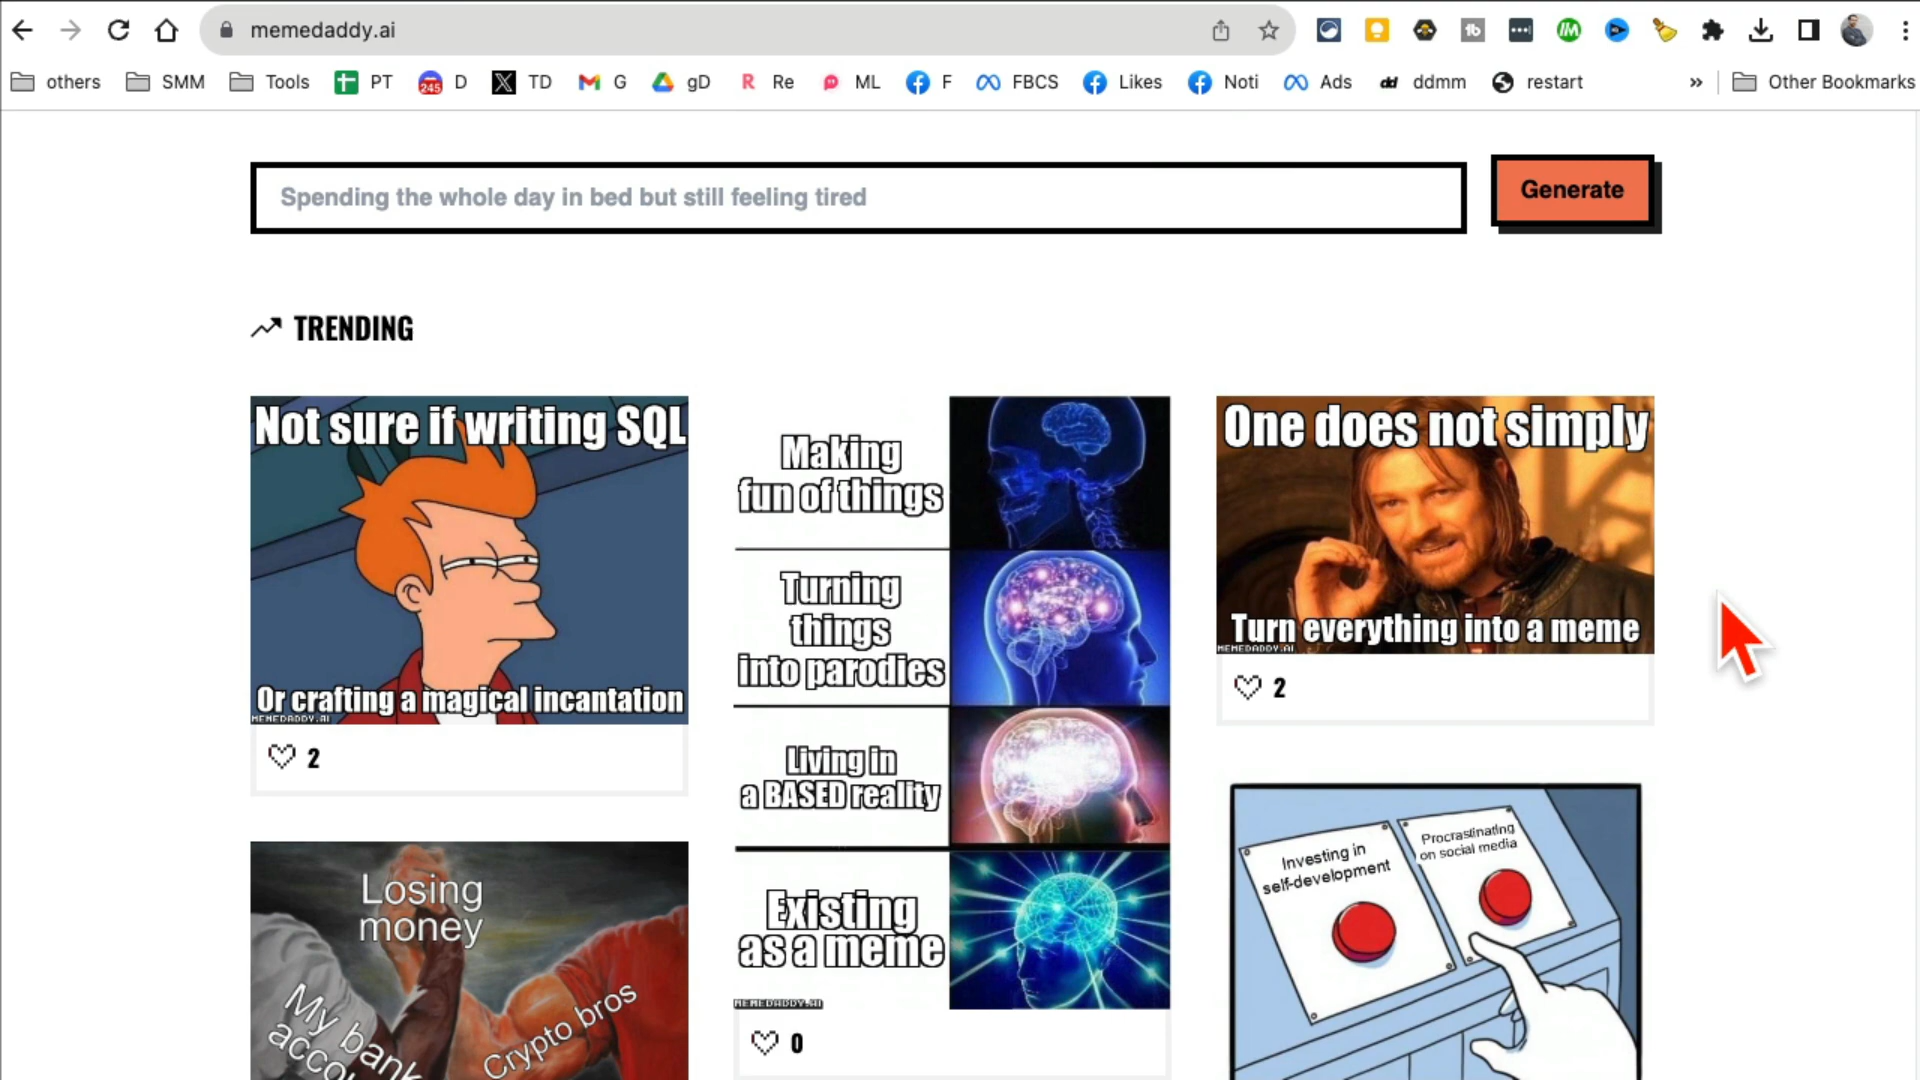 memedaddy.ai
others SMM Tools PT 245 D TD G gD Re ML F FBCS Likes Noti Ads dd ddmm restart » Other Bookmarks
Spending the whole day in bed but still feeling tired
Generate
TRENDING
Not sure if writing SQL
Or crafting a magical incantation
MEMEDADDY.AI
2
Losing
money
My bank
Crypto bros
Making
fun of things
Turning
things
into parodies
Living in
a BASED reality
Existing
as a meme
MEMEDADDY.AI
0
One does not simply
Turn everything into a meme
MEMEDADDY.AI
2
Investing in
self-development
Procrastinating
on social media